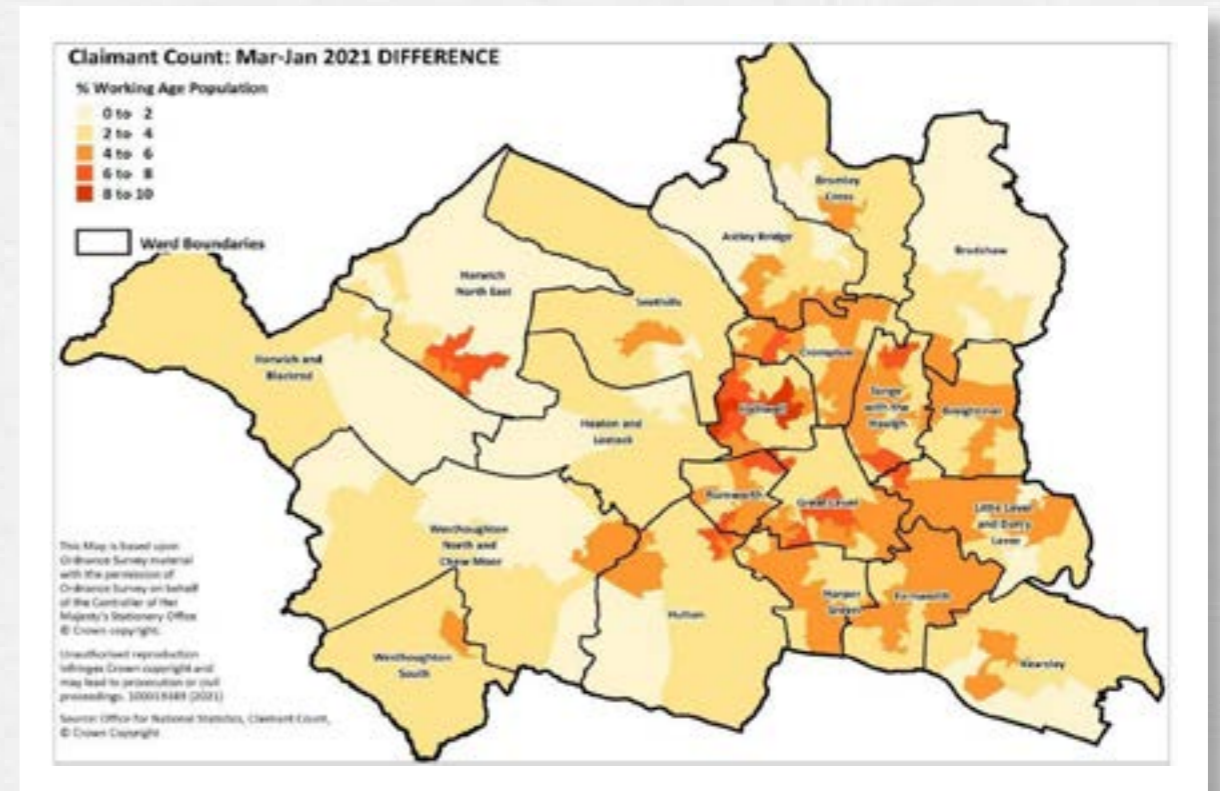 Claimant Count: Mar-Jan 2021 DIFFERENCE
% Working Age Population
0 to 2
2 to 4
4 to 6
6 to 8
8 to 10
Ward Boundaries
Bromley
Cross
Astley Bridge
Bradshaw
Horwich
North East
Smithills
Horwich and
Blackrod
Crompton
Halliwell
Tonge
with the
Haulgh
Breightmet
Heaton and
Lostock
Rumworth
Great Lever
Little Lever
and Darcy
Lever
Westhoughton
North and
Chew Moor
Harper
Green
Farnworth
Hulton
Kearsley
Westhoughton
South
This Map is based upon
Ordnance Survey material
with the permission of
Ordnance Survey on behalf
of the Controller of Her
Majesty's Stationery Office
© Crown copyright.
Unauthorised reproduction
infringes Crown copyright and
may lead to prosecution or civil
proceedings. 100019389 (2021)
Source: Office for National Statistics, Claimant Count,
© Crown Copyright